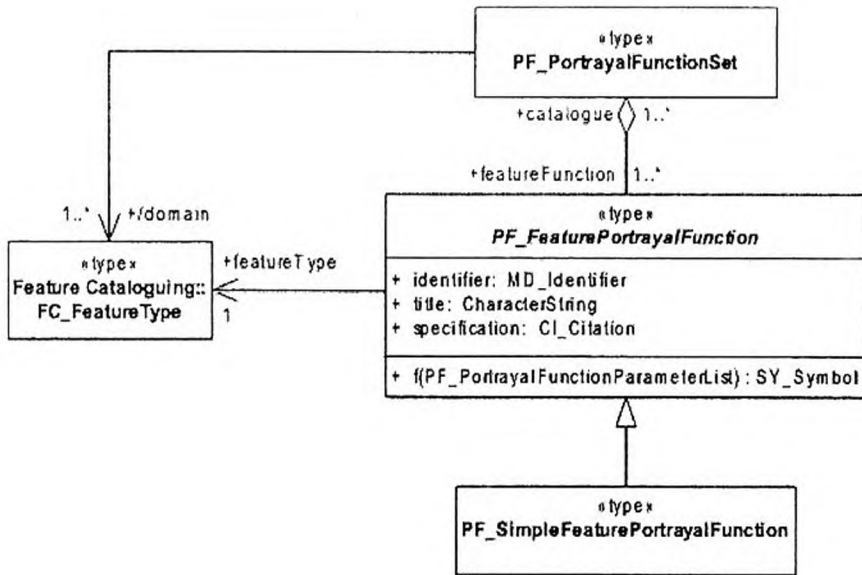 «type»
PF_PortrayalFunctionSet
+catalogue 1..*
+featureFunction 1..*
1..* +/domain
«type»
Feature Cataloguing::
FC_FeatureType
+featureType
1
«type»
PF_FeaturePortrayalFunction
+ identifier: MD_Identifier
+ title: CharacterString
+ specification: CI_Citation
+ f(PF_PortrayalFunctionParameterList) : SY_Symbol
«type»
PF_SimpleFeaturePortrayalFunction